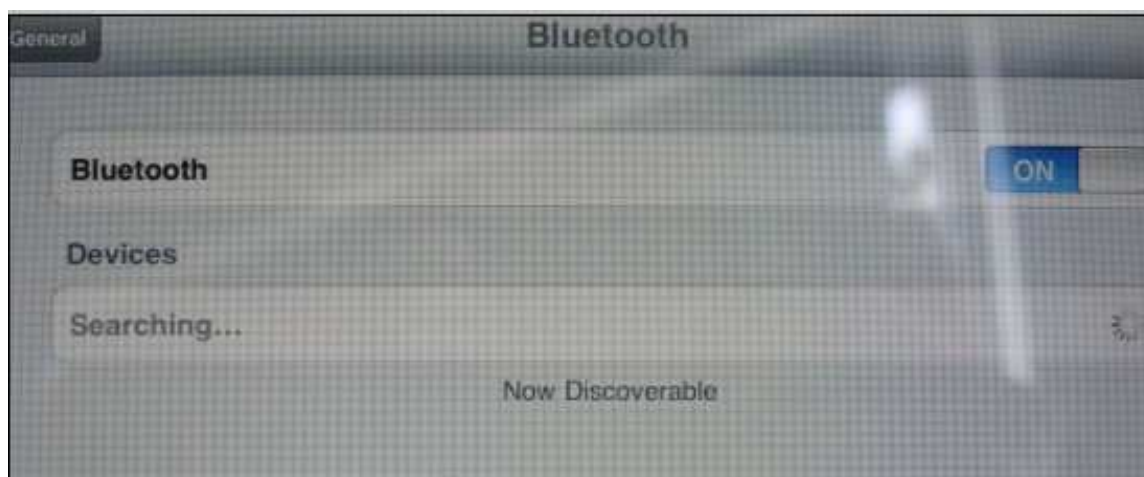 General
Bluetooth
Bluetooth
ON
Devices
Searching...
Now Discoverable